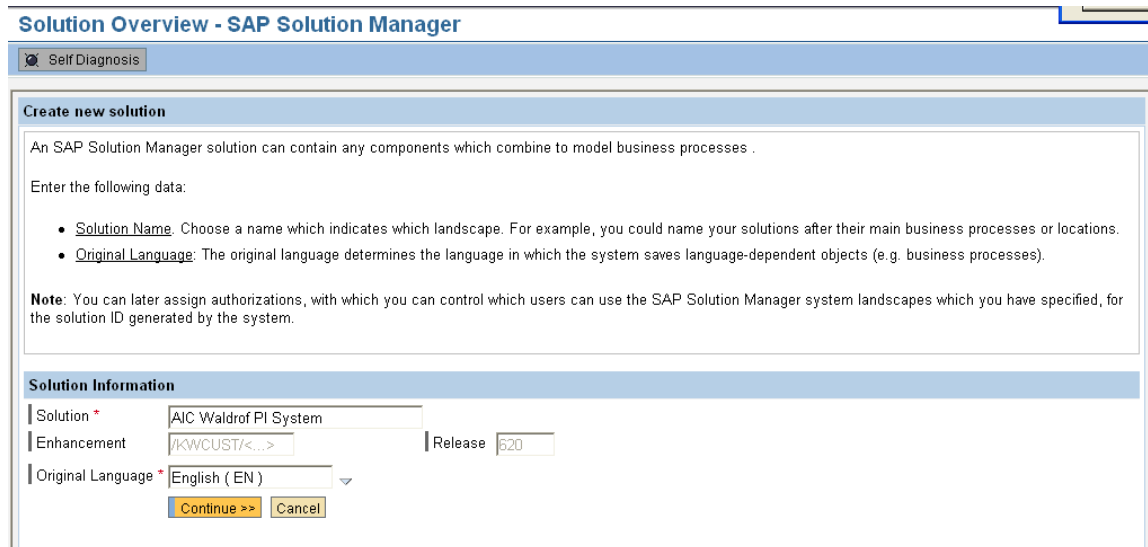 Solution Overview - SAP Solution Manager
Self Diagnosis
Create new solution
An SAP Solution Manager solution can contain any components which combine to model business processes .
Enter the following data:
• Solution Name. Choose a name which indicates which landscape. For example, you could name your solutions after their main business processes or locations.
• Original Language: The original language determines the language in which the system saves language-dependent objects (e.g. business processes).
Note: You can later assign authorizations, with which you can control which users can use the SAP Solution Manager system landscapes which you have specified, for
the solution ID generated by the system.
Solution Information
Solution * AIC Waldrof PI System
Enhancement /KWCUST/<...> Release 620
Original Language * English ( EN )
Continue >> Cancel